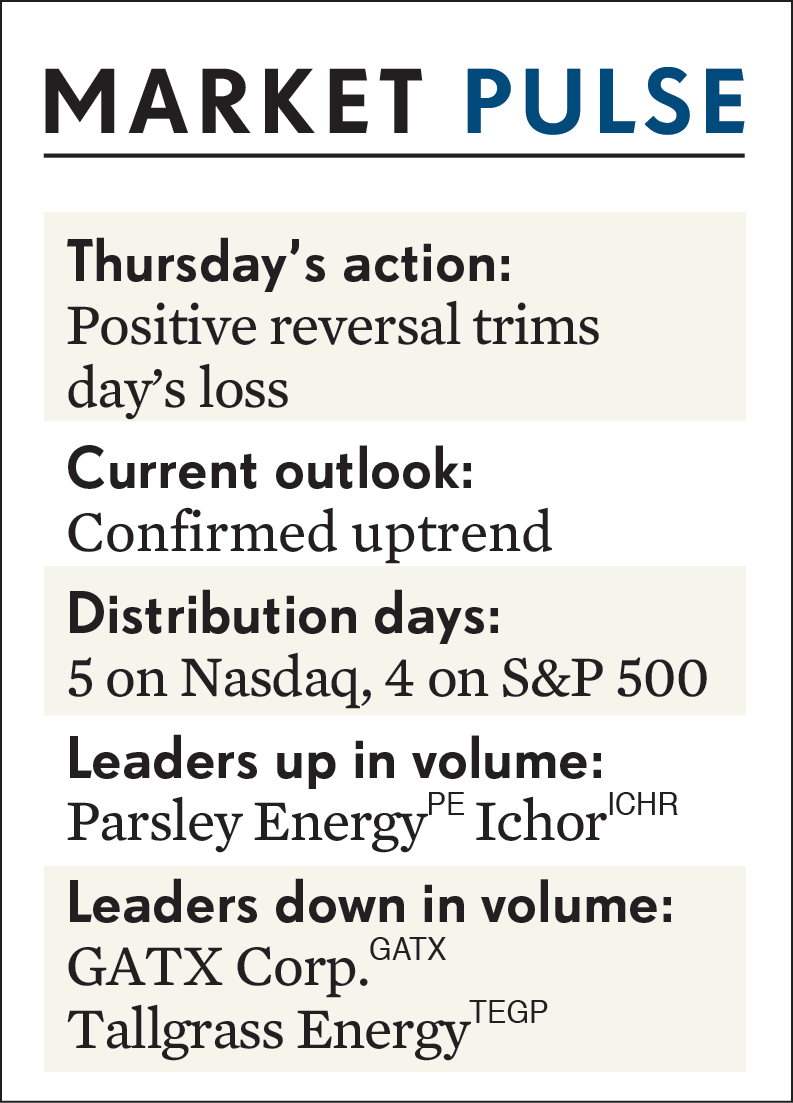 MARKET PULSE
Thursday’s action:
Positive reversal trims
day’s loss
Current outlook:
Confirmed uptrend
Distribution days:
5 on Nasdaq, 4 on S&P 500
Leaders up in volume:
Parsley Energy PE Ichor ICHR
Leaders down in volume:
GATX Corp. GATX
Tallgrass Energy TEGP